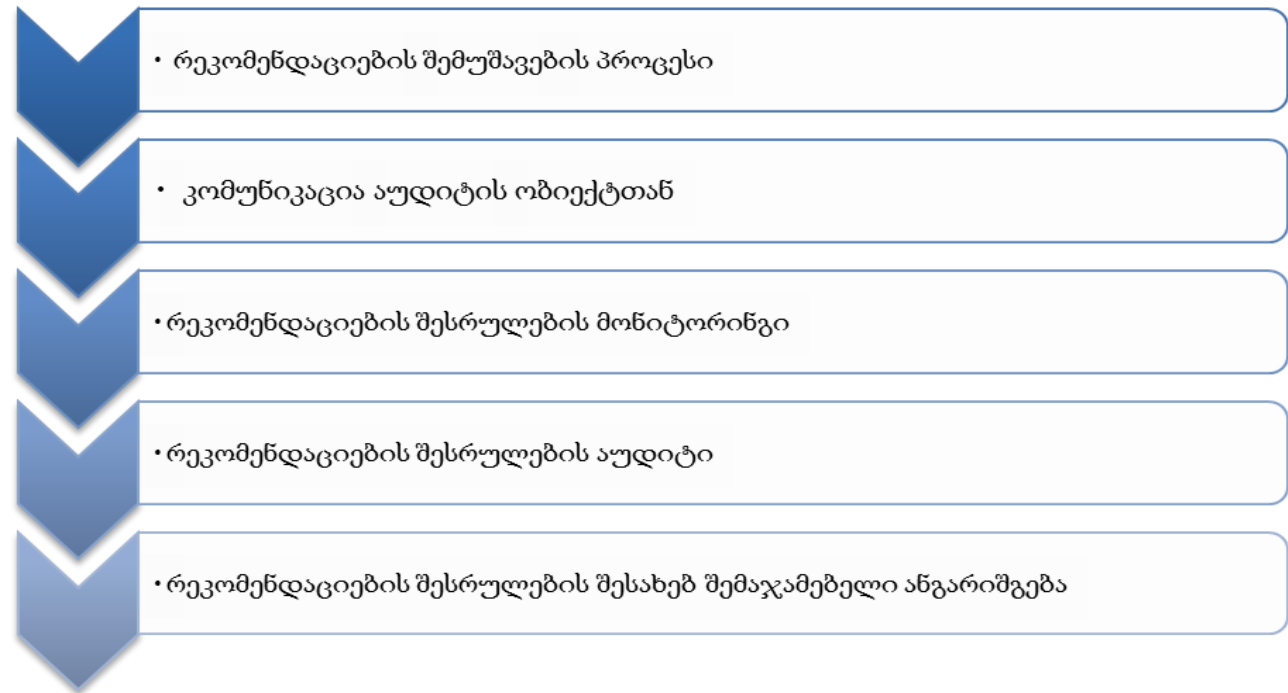 • რეკომენდაციების შემუშავების პროცესი
• კომუნიკაცია აუდიტის ობიექტთან
• რეკომენდაციების შესრულების მონიტორინგი
• რეკომენდაციების შესრულების აუდიტი
• რეკომენდაციების შესრულების შესახებ შემაჯამებელი ანგარიშგება